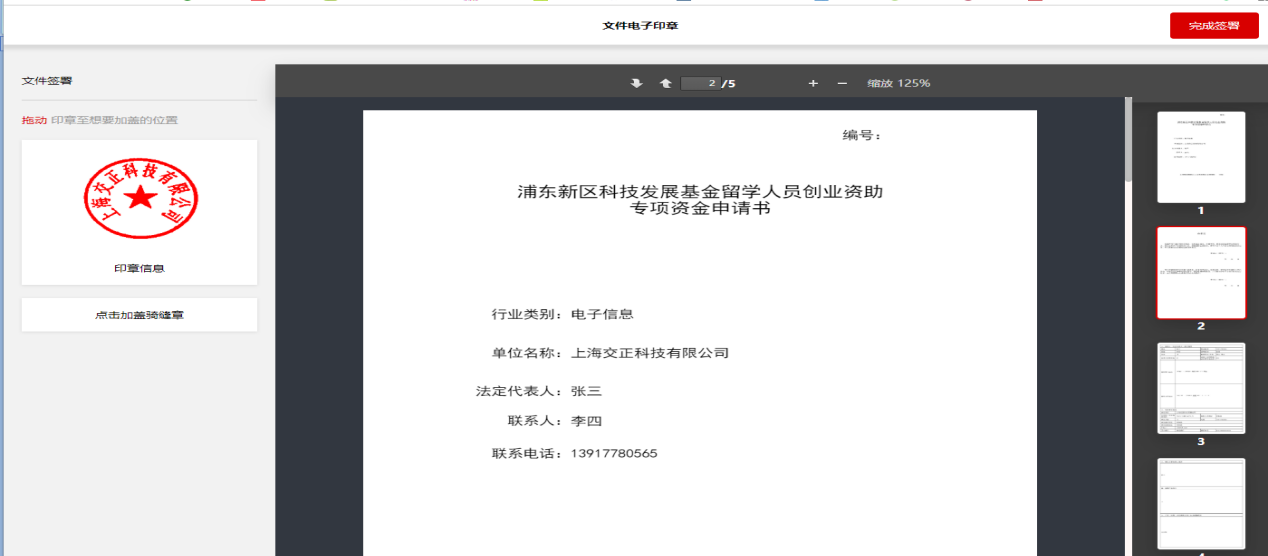 文件电子印章
完成签署
文件签署
拖动 印章至想要加盖的位置
上海交正科技有限公司
印章信息
点击加盖骑缝章
2 /5
+ − 缩放 125%
编号：
浦东新区科技发展基金留学人员创业资助
专项资金申请书
行业类别：电子信息
单位名称：上海交正科技有限公司
法定代表人：张三
联系人：李四
联系电话：13917780565
1
2
3